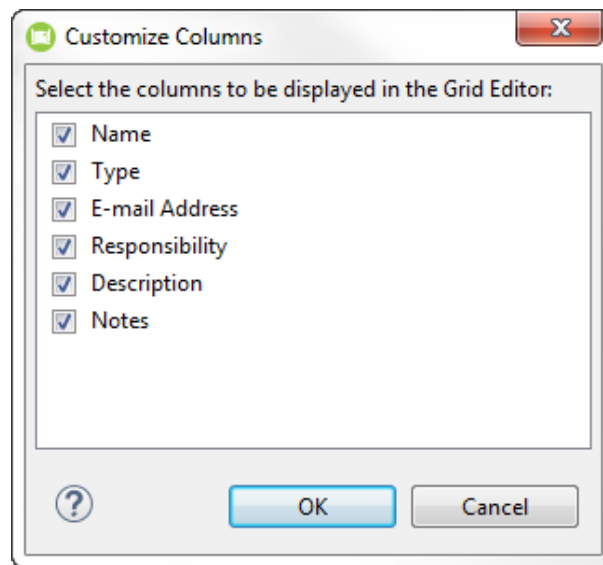 Customize Columns
Select the columns to be displayed in the Grid Editor:
Name
Type
E-mail Address
Responsibility
Description
Notes
?
OK
Cancel